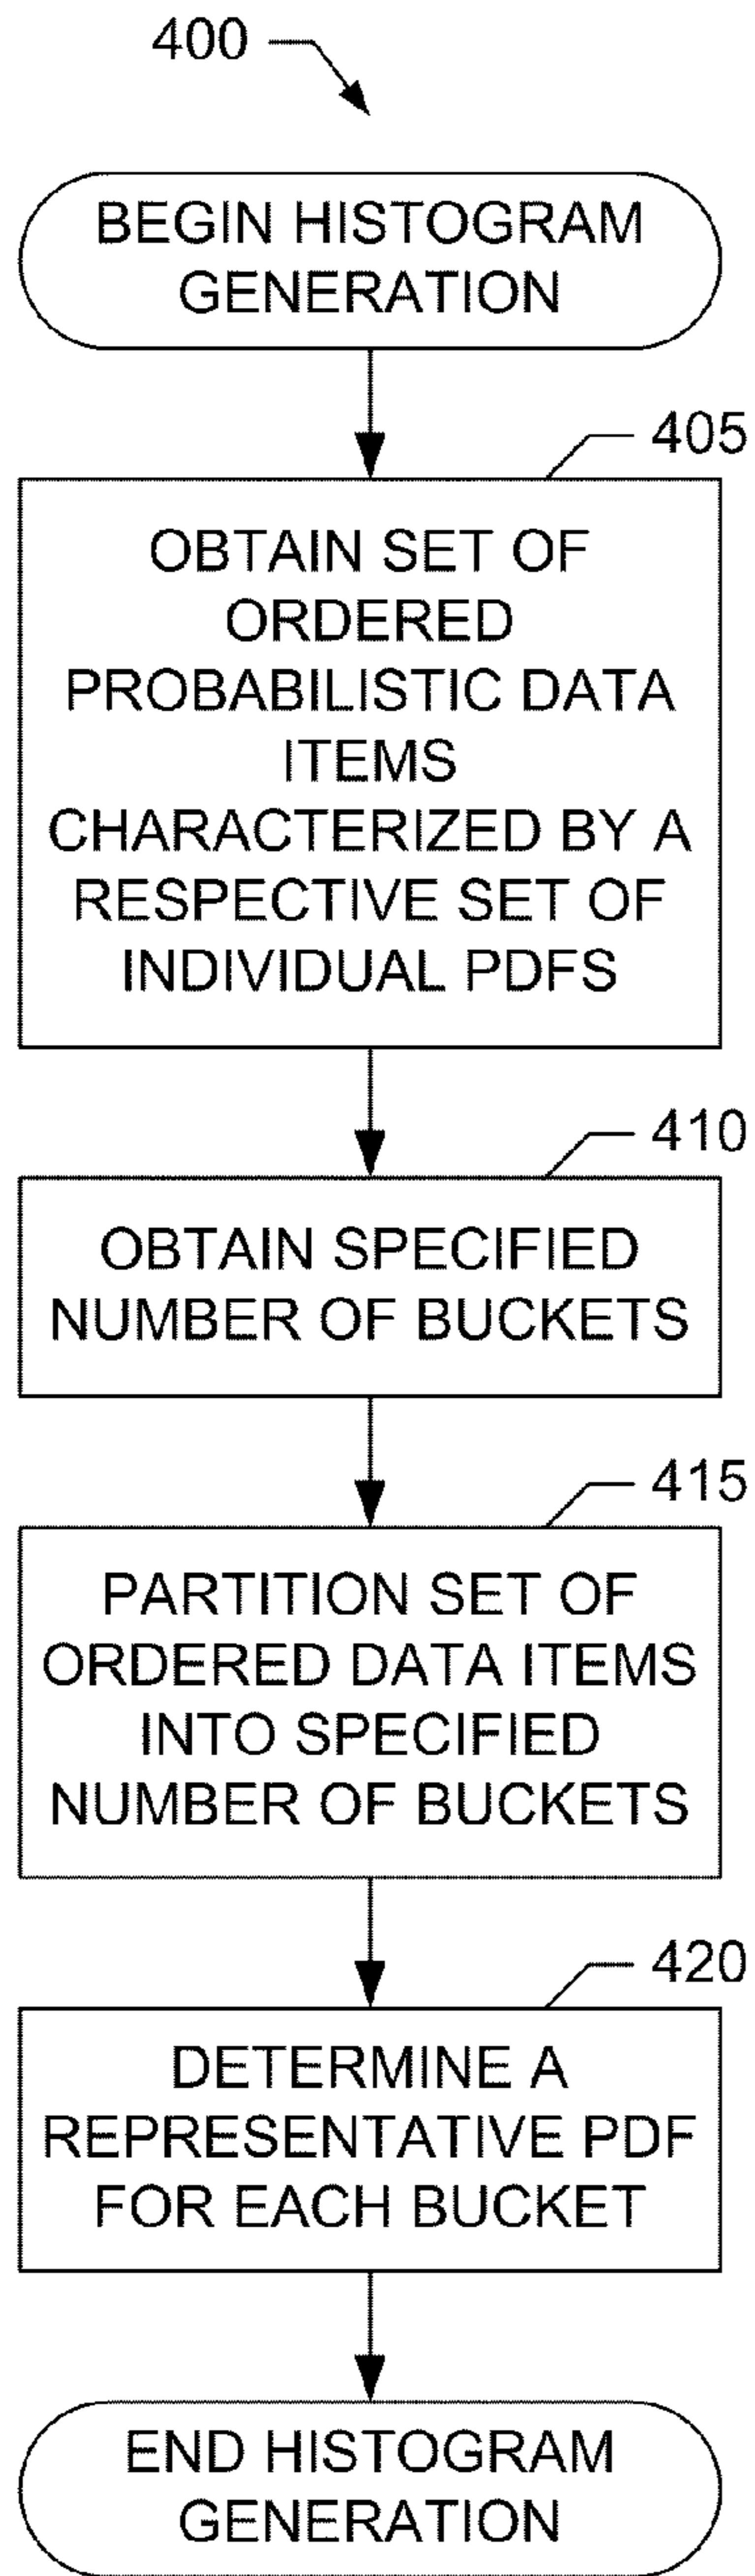 400
BEGIN HISTOGRAM
GENERATION
405
OBTAIN SET OF
ORDERED
PROBABILISTIC DATA
ITEMS
CHARACTERIZED BY A
RESPECTIVE SET OF
INDIVIDUAL PDFS
410
OBTAIN SPECIFIED
NUMBER OF BUCKETS
415
PARTITION SET OF
ORDERED DATA ITEMS
INTO SPECIFIED
NUMBER OF BUCKETS
420
DETERMINE A
REPRESENTATIVE PDF
FOR EACH BUCKET
END HISTOGRAM
GENERATION